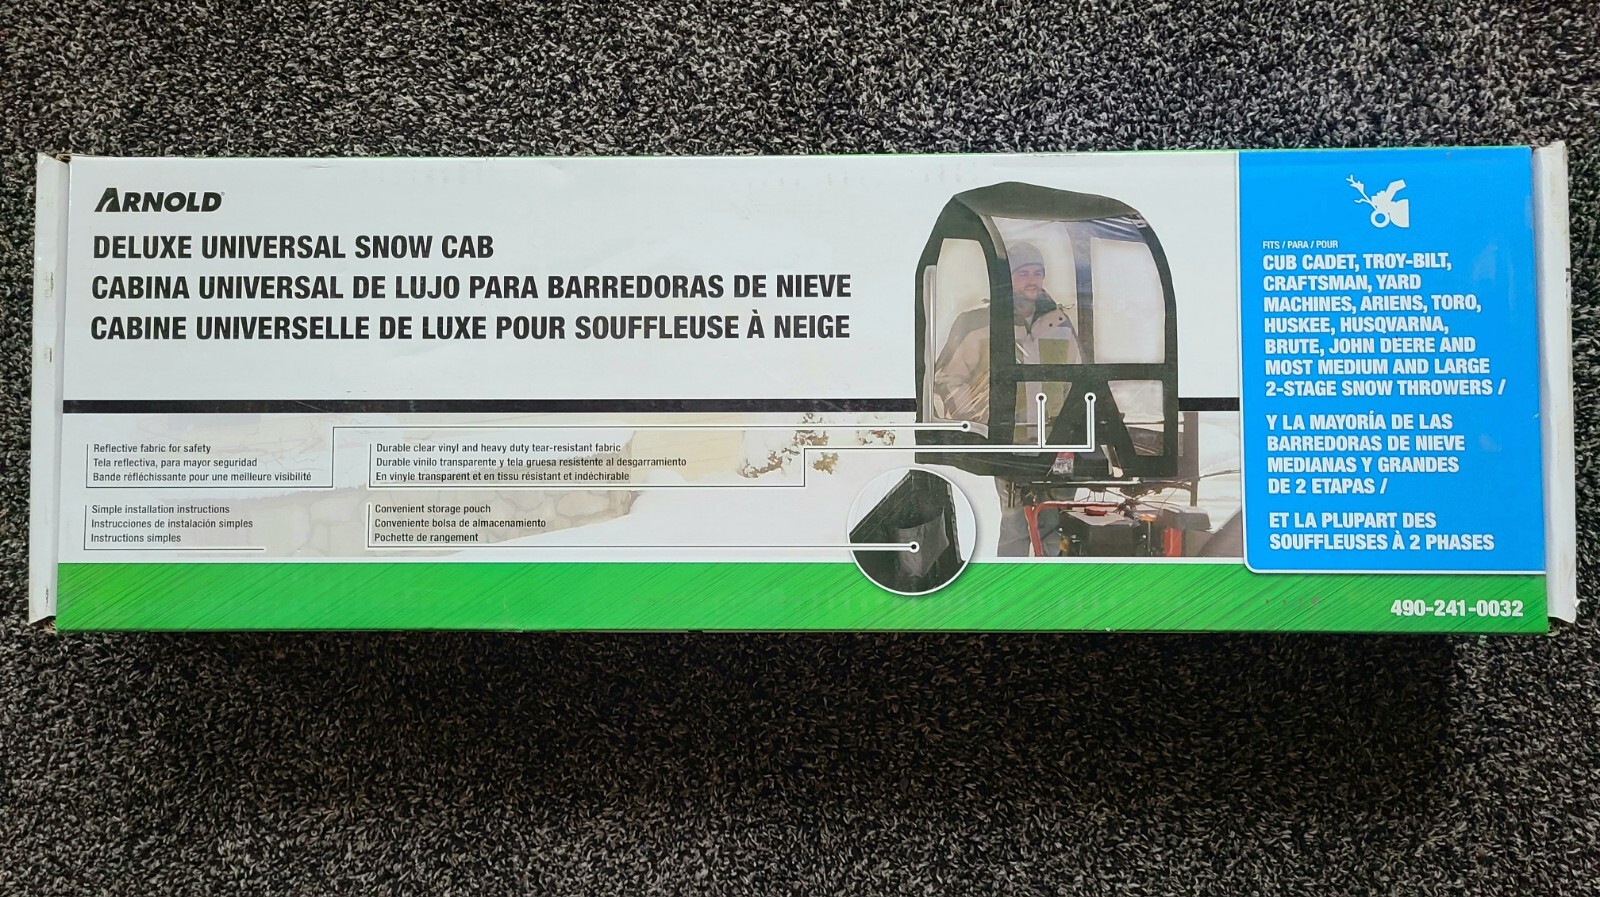 ARNOLD
DELUXE UNIVERSAL SNOW CAB
CABINA UNIVERSAL DE LUJO PARA BARREDORAS DE NIEVE
CABINE UNIVERSELLE DE LUXE POUR SOUFFLEUSE À NEIGE
Reflective fabric for safety
Tela reflectiva, para mayor seguridad
Bande réfléchissante pour une meilleure visibilité
Durable clear vinyl and heavy duty tear-resistant fabric
Durable vinilo transparente y tela gruesa resistente al desgarramiento
En vinyle transparent et en tissu résistant et indéchirable
Simple installation instructions
Instrucciones de instalación simples
Instructions simples
Convenient storage pouch
Conveniente bolsa de almacenamiento
Pochette de rangement
FITS / PARA / POUR
CUB CADET, TROY-BILT,
CRAFTSMAN, YARD
MACHINES, ARIENS, TORO,
HUSKEE, HUSQVARNA,
BRUTE, JOHN DEERE AND
MOST MEDIUM AND LARGE
2-STAGE SNOW THROWERS /
Y LA MAYORÍA DE LAS
BARREDORAS DE NIEVE
MEDIANAS Y GRANDES
DE 2 ETAPAS /
ET LA PLUPART DES
SOUFFLEUSES À 2 PHASES
490-241-0032